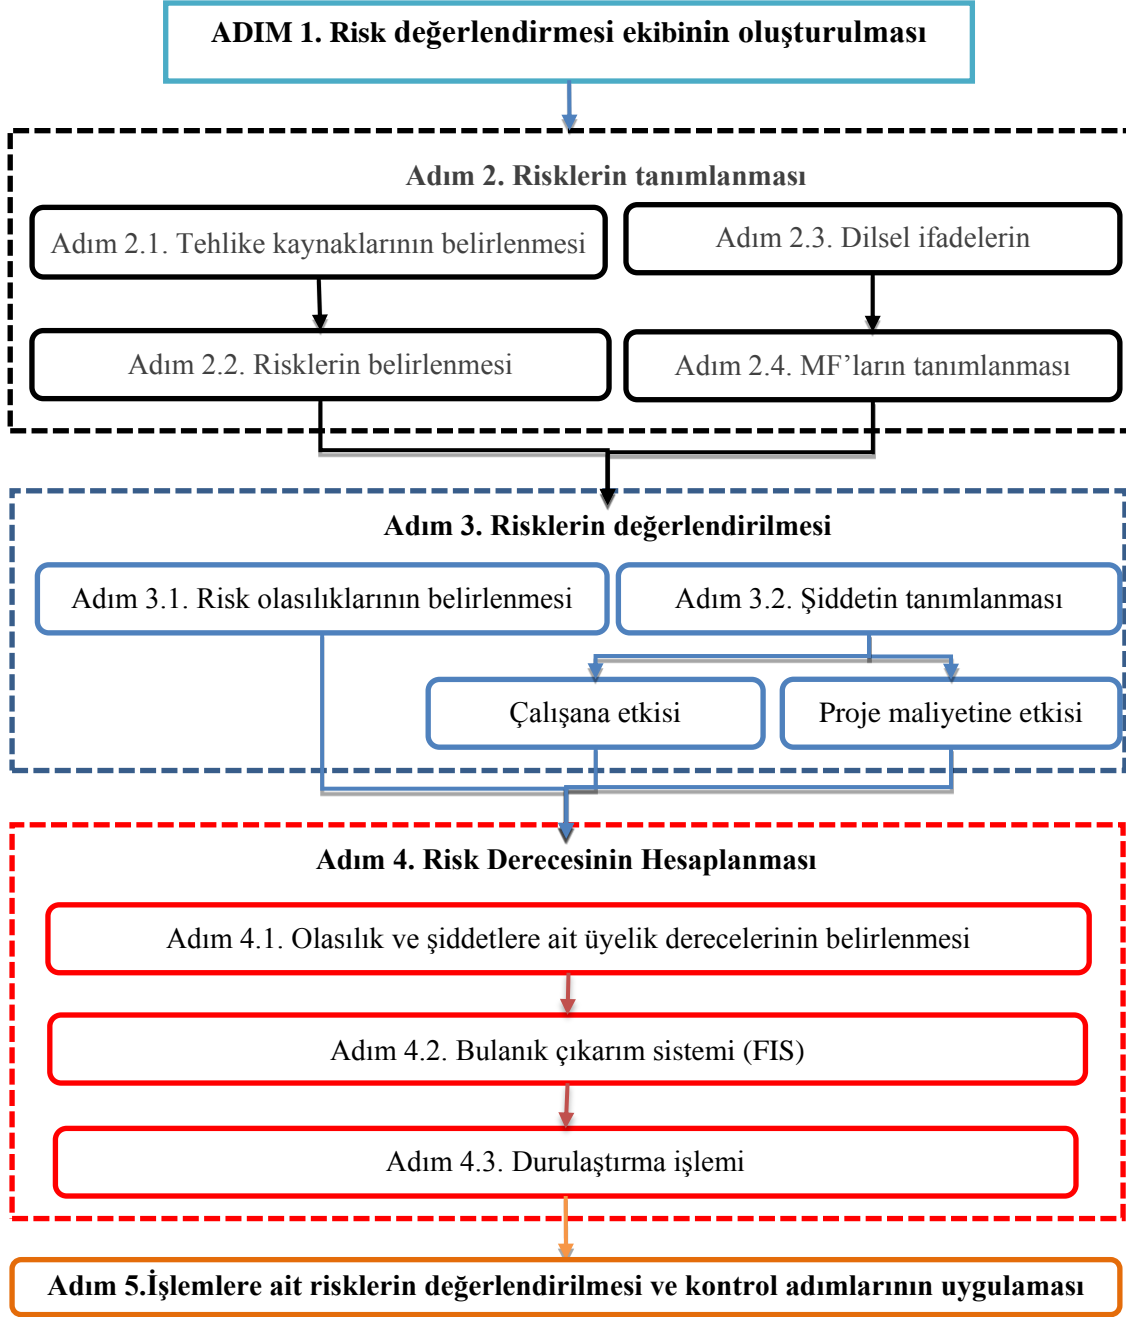 ADIM 1. Risk değerlendirmesi ekibinin oluşturulması
Adım 2. Risklerin tanımlanması
Adım 2.1. Tehlike kaynaklarının belirlenmesi
Adım 2.3. Dilsel ifadelerin
Adım 2.2. Risklerin belirlenmesi
Adım 2.4. MF’ların tanımlanması
Adım 3. Risklerin değerlendirilmesi
Adım 3.1. Risk olasılıklarının belirlenmesi
Adım 3.2. Şiddetin tanımlanması
Çalışana etkisi
Proje maliyetine etkisi
Adım 4. Risk Derecesinin Hesaplanması
Adım 4.1. Olasılık ve şiddetlere ait üyelik derecelerinin belirlenmesi
Adım 4.2. Bulanık çıkarım sistemi (FIS)
Adım 4.3. Durulaştırma işlemi
Adım 5.İşlemlere ait risklerin değerlendirilmesi ve kontrol adımlarının uygulaması